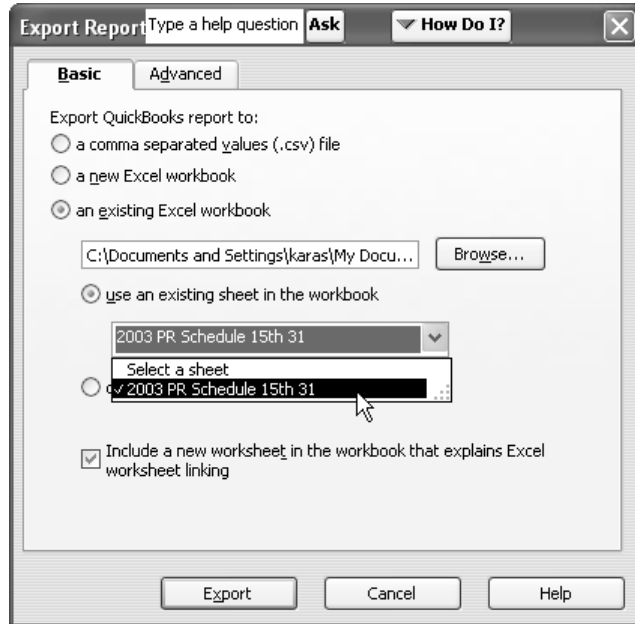 Export Report Type a help question Ask How Do I?
Basic Advanced
Export QuickBooks report to:
a comma separated values (.csv) file
a new Excel workbook
an existing Excel workbook
C:\Documents and Settings\karas\My Docu... Browse...
use an existing sheet in the workbook
2003 PR Schedule 15th 31
Select a sheet
2003 PR Schedule 15th 31
Include a new worksheet in the workbook that explains Excel
worksheet linking
Export Cancel Help